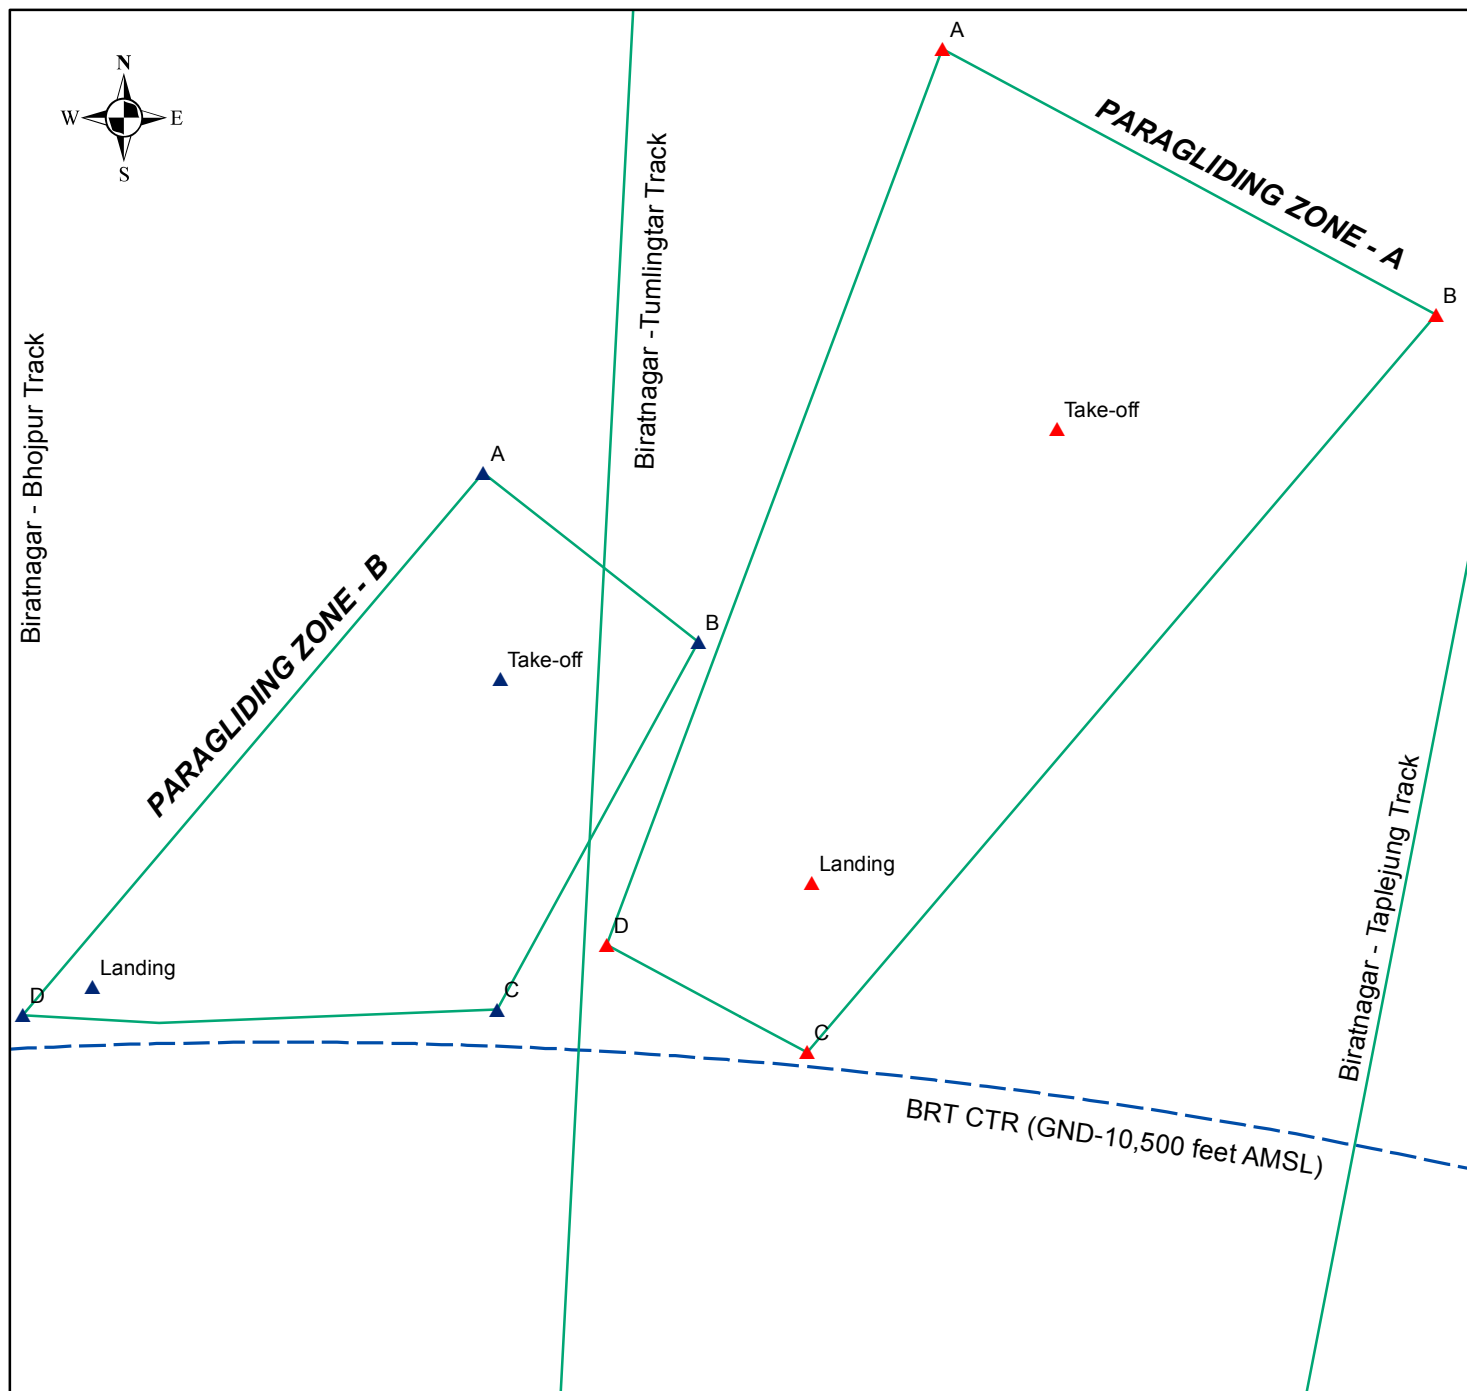 N
W E
S
A
PARAGLIDING ZONE - A
B
Biratnagar -Tumlingtar Track
Biratnagar - Bhojpur Track
Take-off
A
PARAGLIDING ZONE - B
B
Take-off
Landing
D
Landing
D
C
C
Biratnagar - Taplejung Track
BRT CTR (GND-10,500 feet AMSL)